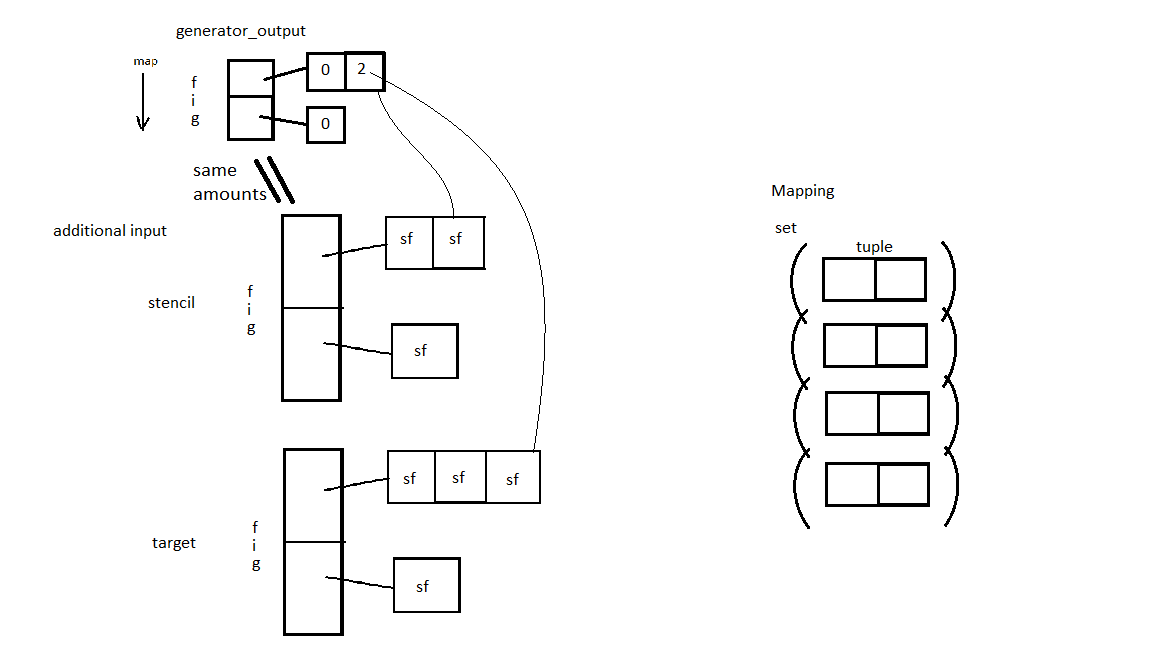 generator_output
map
f
i
g
0 2
0
same
amounts
additional input
stencil
f
i
g
sf sf
sf
target
f
i
g
sf sf sf
sf
Mapping
set
tuple